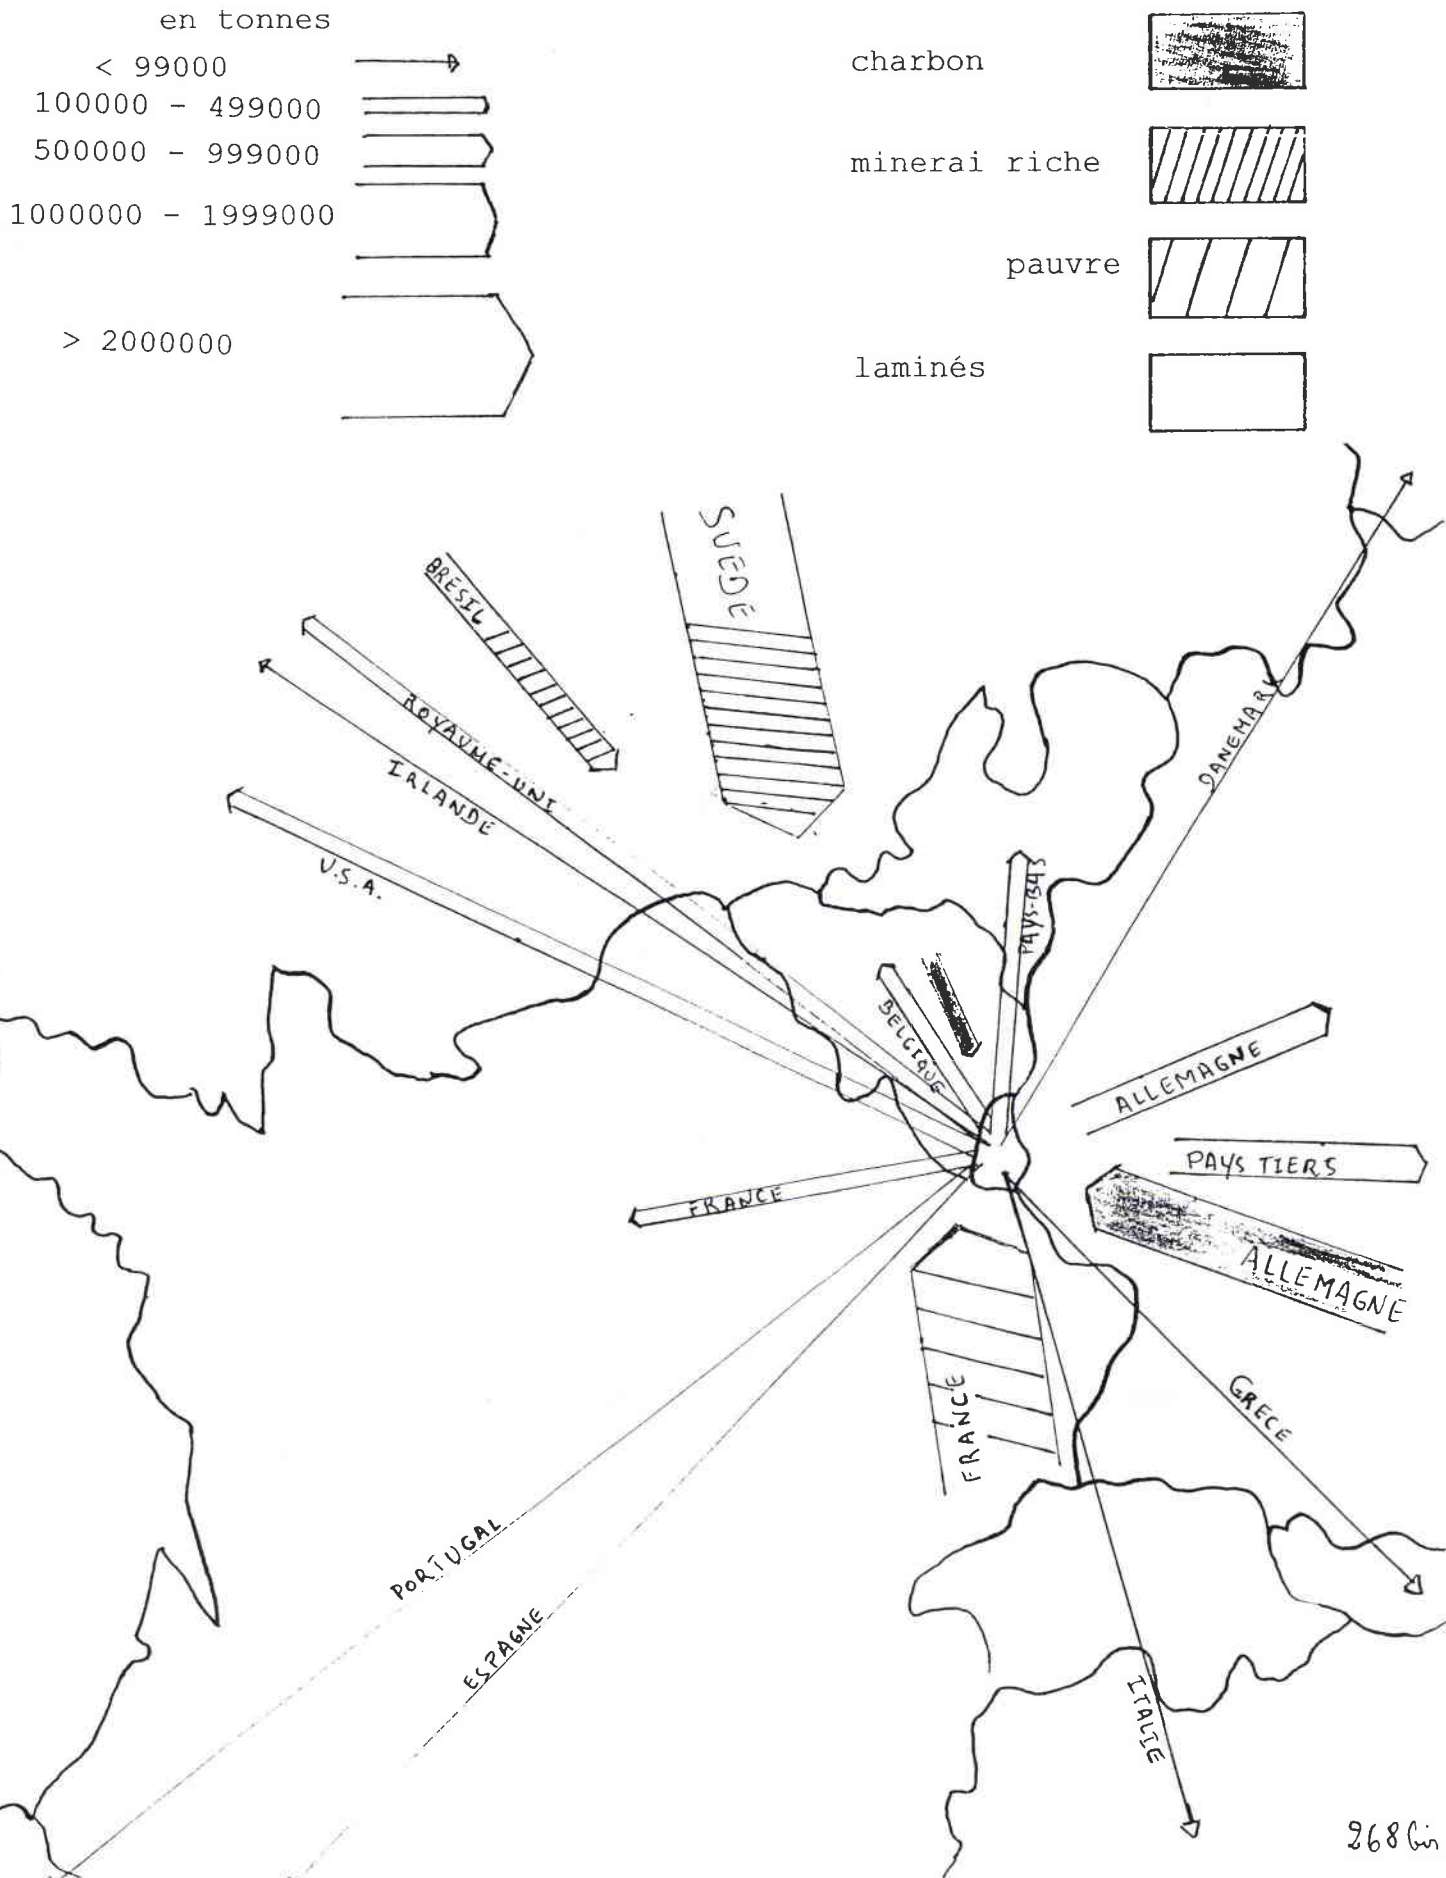 en tonnes
< 99000
100000 - 499000
500000 - 999000
1000000 - 1999000
> 2000000
charbon
minerai riche
pauvre
laminés
SUEDE
BRESIL
ROYAUME-UNI
IRLANDE
U.S.A.
DANEMARK
PAYS-BAS
BELGIQUE
ALLEMAGNE
PAYS TIERS
FRANCE
ALLEMAGNE
FRANCE
GRECE
PORTUGAL
ESPAGNE
ITALIE
268 bis